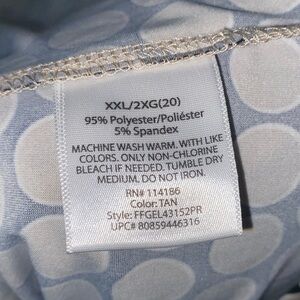 XXL/2XG(20)
95% Polyester/Poliéster
5% Spandex
MACHINE WASH WARM. WITH LIKE
COLORS. ONLY NON-CHLORINE
BLEACH IF NEEDED. TUMBLE DRY
MEDIUM. DO NOT IRON.
RN# 114186
Color: TAN
Style: FFGEL43152PR
UPC# 80859446316